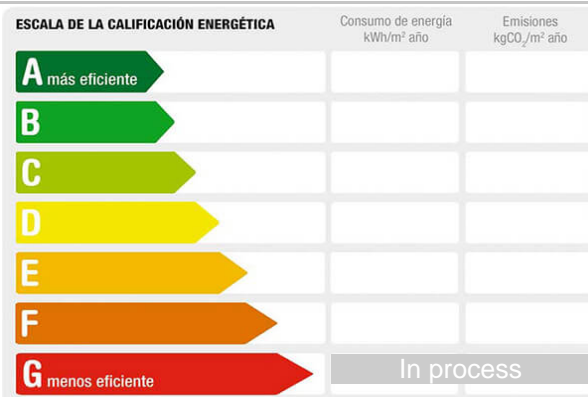 ESCALA DE LA CALIFICACIÓN ENERGÉTICA
Consumo de energía
kWh/m² año
Emisiones
kgCO₂/m² año
A más eficiente
B
C
D
E
F
G menos eficiente
In process